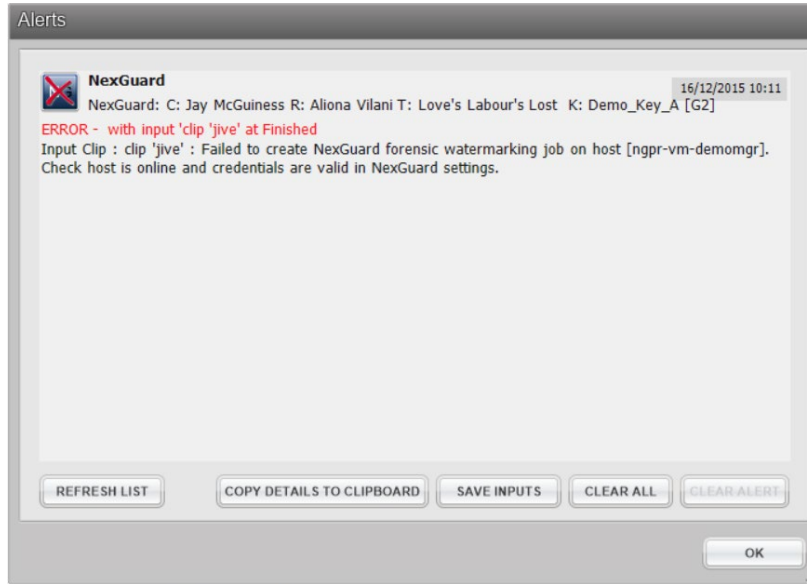 Alerts
NexGuard
16/12/2015 10:11
NexGuard: C: Jay McGuiness R: Aliona Vilani T: Love's Labour's Lost K: Demo_Key_A [G2]
ERROR - with input 'clip 'jive' at Finished
Input Clip : clip 'jive' : Failed to create NexGuard forensic watermarking job on host [ngpr-vm-demomgr].
Check host is online and credentials are valid in NexGuard settings.
REFRESH LIST
COPY DETAILS TO CLIPBOARD
SAVE INPUTS
CLEAR ALL
CLEAR ALERT
OK